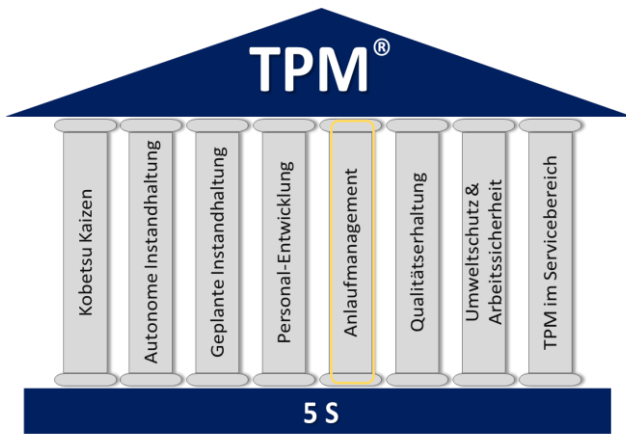 TPM®
Kobetsu Kaizen
Autonome Instandhaltung
Geplante Instandhaltung
Personal-Entwicklung
Anlaufmanagement
Qualitätserhaltung
Umweltschutz &
Arbeitssicherheit
TPM im Servicebereich
5 S